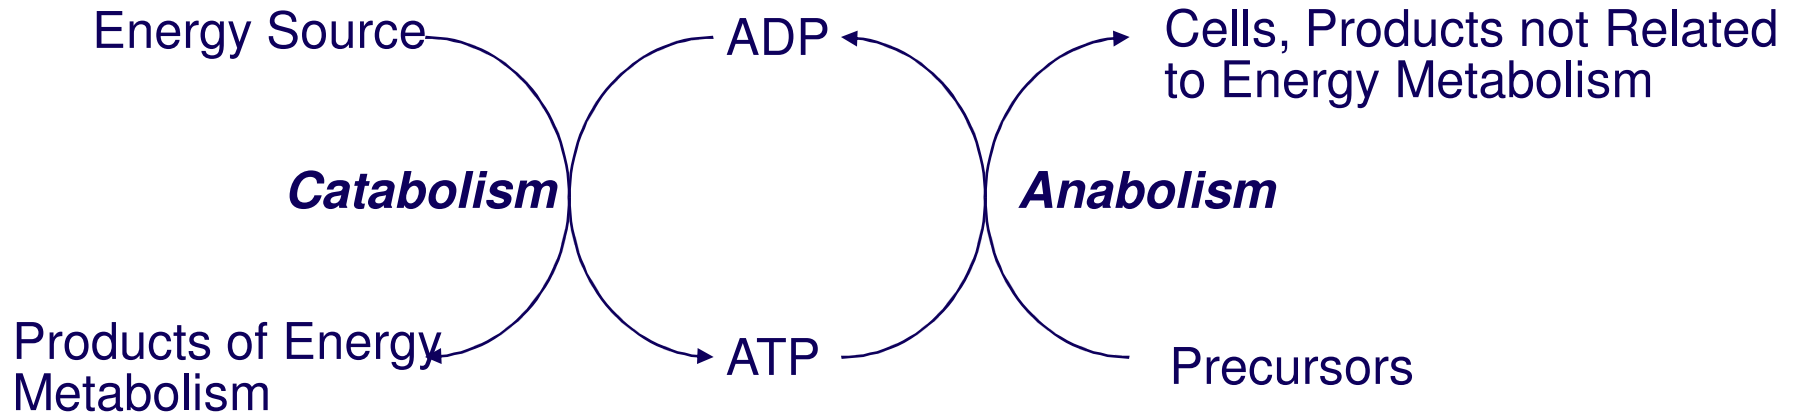 Energy Source
ADP
Cells, Products not Related
to Energy Metabolism
Catabolism
Anabolism
Products of Energy
Metabolism
ATP
Precursors